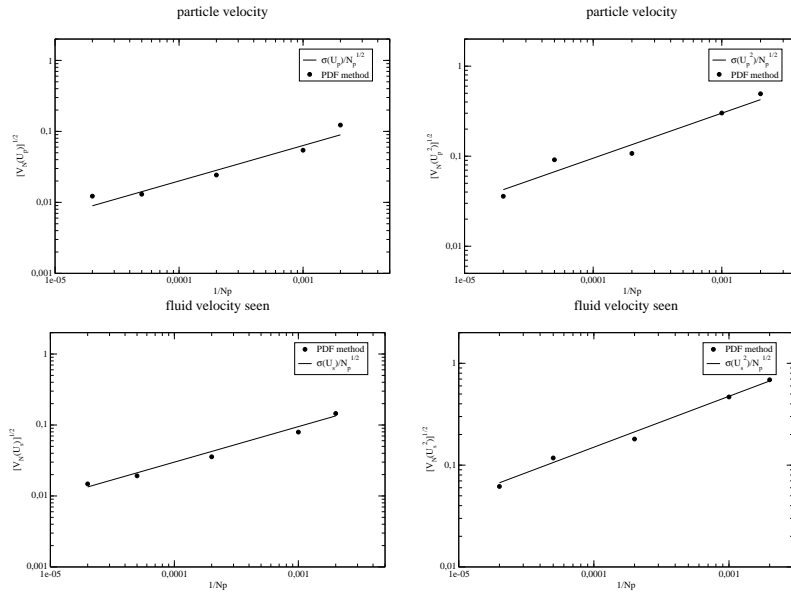 particle velocity
σ(U_p)/N_p^1/2
PDF method
1
0,1
0,01
0,001
[V_N(U_p)]^1/2
1e-05
0,0001
0,001
1/Np
particle velocity
σ(U_p^2)/N_p^1/2
PDF method
1
0,1
0,01
[V_N(U_p^2)]^1/2
1e-05
0,0001
0,001
1/Np
fluid velocity seen
PDF method
σ(U_s)/N_p^1/2
1
0,1
0,01
0,001
[V_N(U_s)]^1/2
1e-05
0,0001
0,001
1/Np
fluid velocity seen
PDF method
σ(U_s^2)/N_p^1/2
1
0,1
0,01
[V_N(U_s^2)]^1/2
1e-05
0,0001
0,001
1/Np